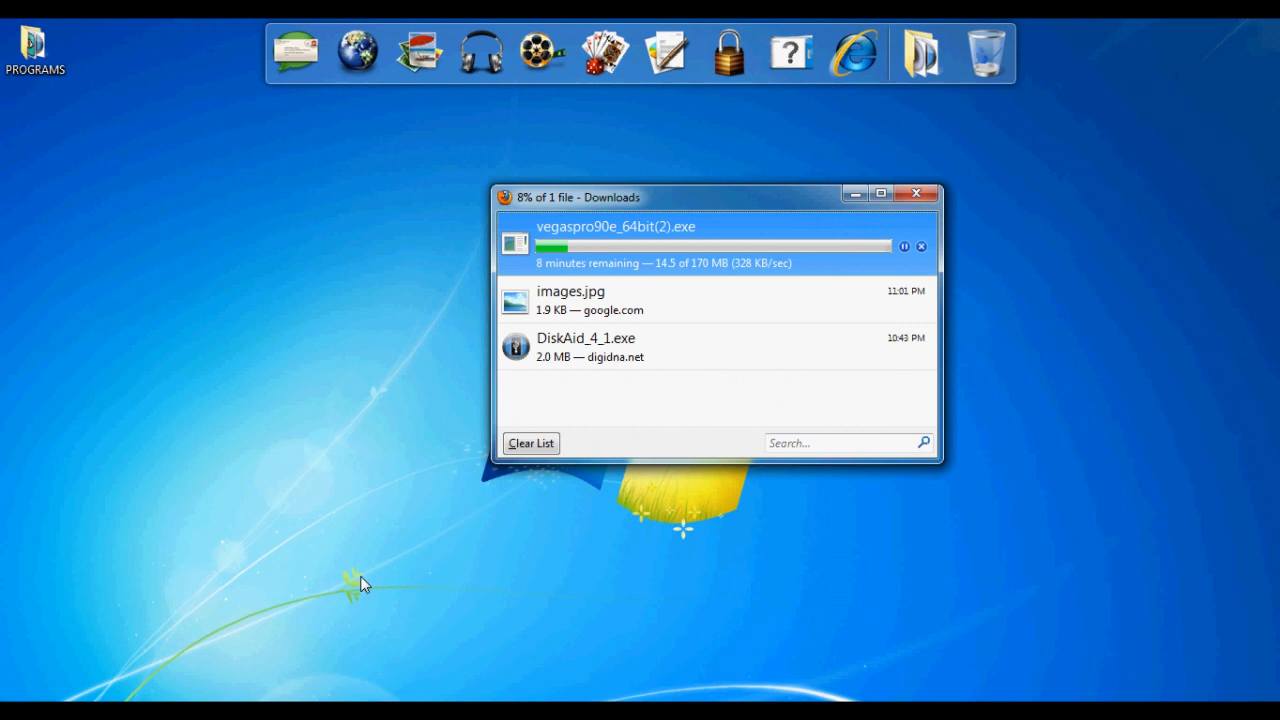 PROGRAMS
?
8% of 1 file - Downloads
vegaspro90e_64bit(2).exe
8 minutes remaining — 14.5 of 170 MB (328 KB/sec)
images.jpg
11:01 PM
1.9 KB — google.com
DiskAid_4_1.exe
10:43 PM
2.0 MB — digidna.net
Clear List
Search...